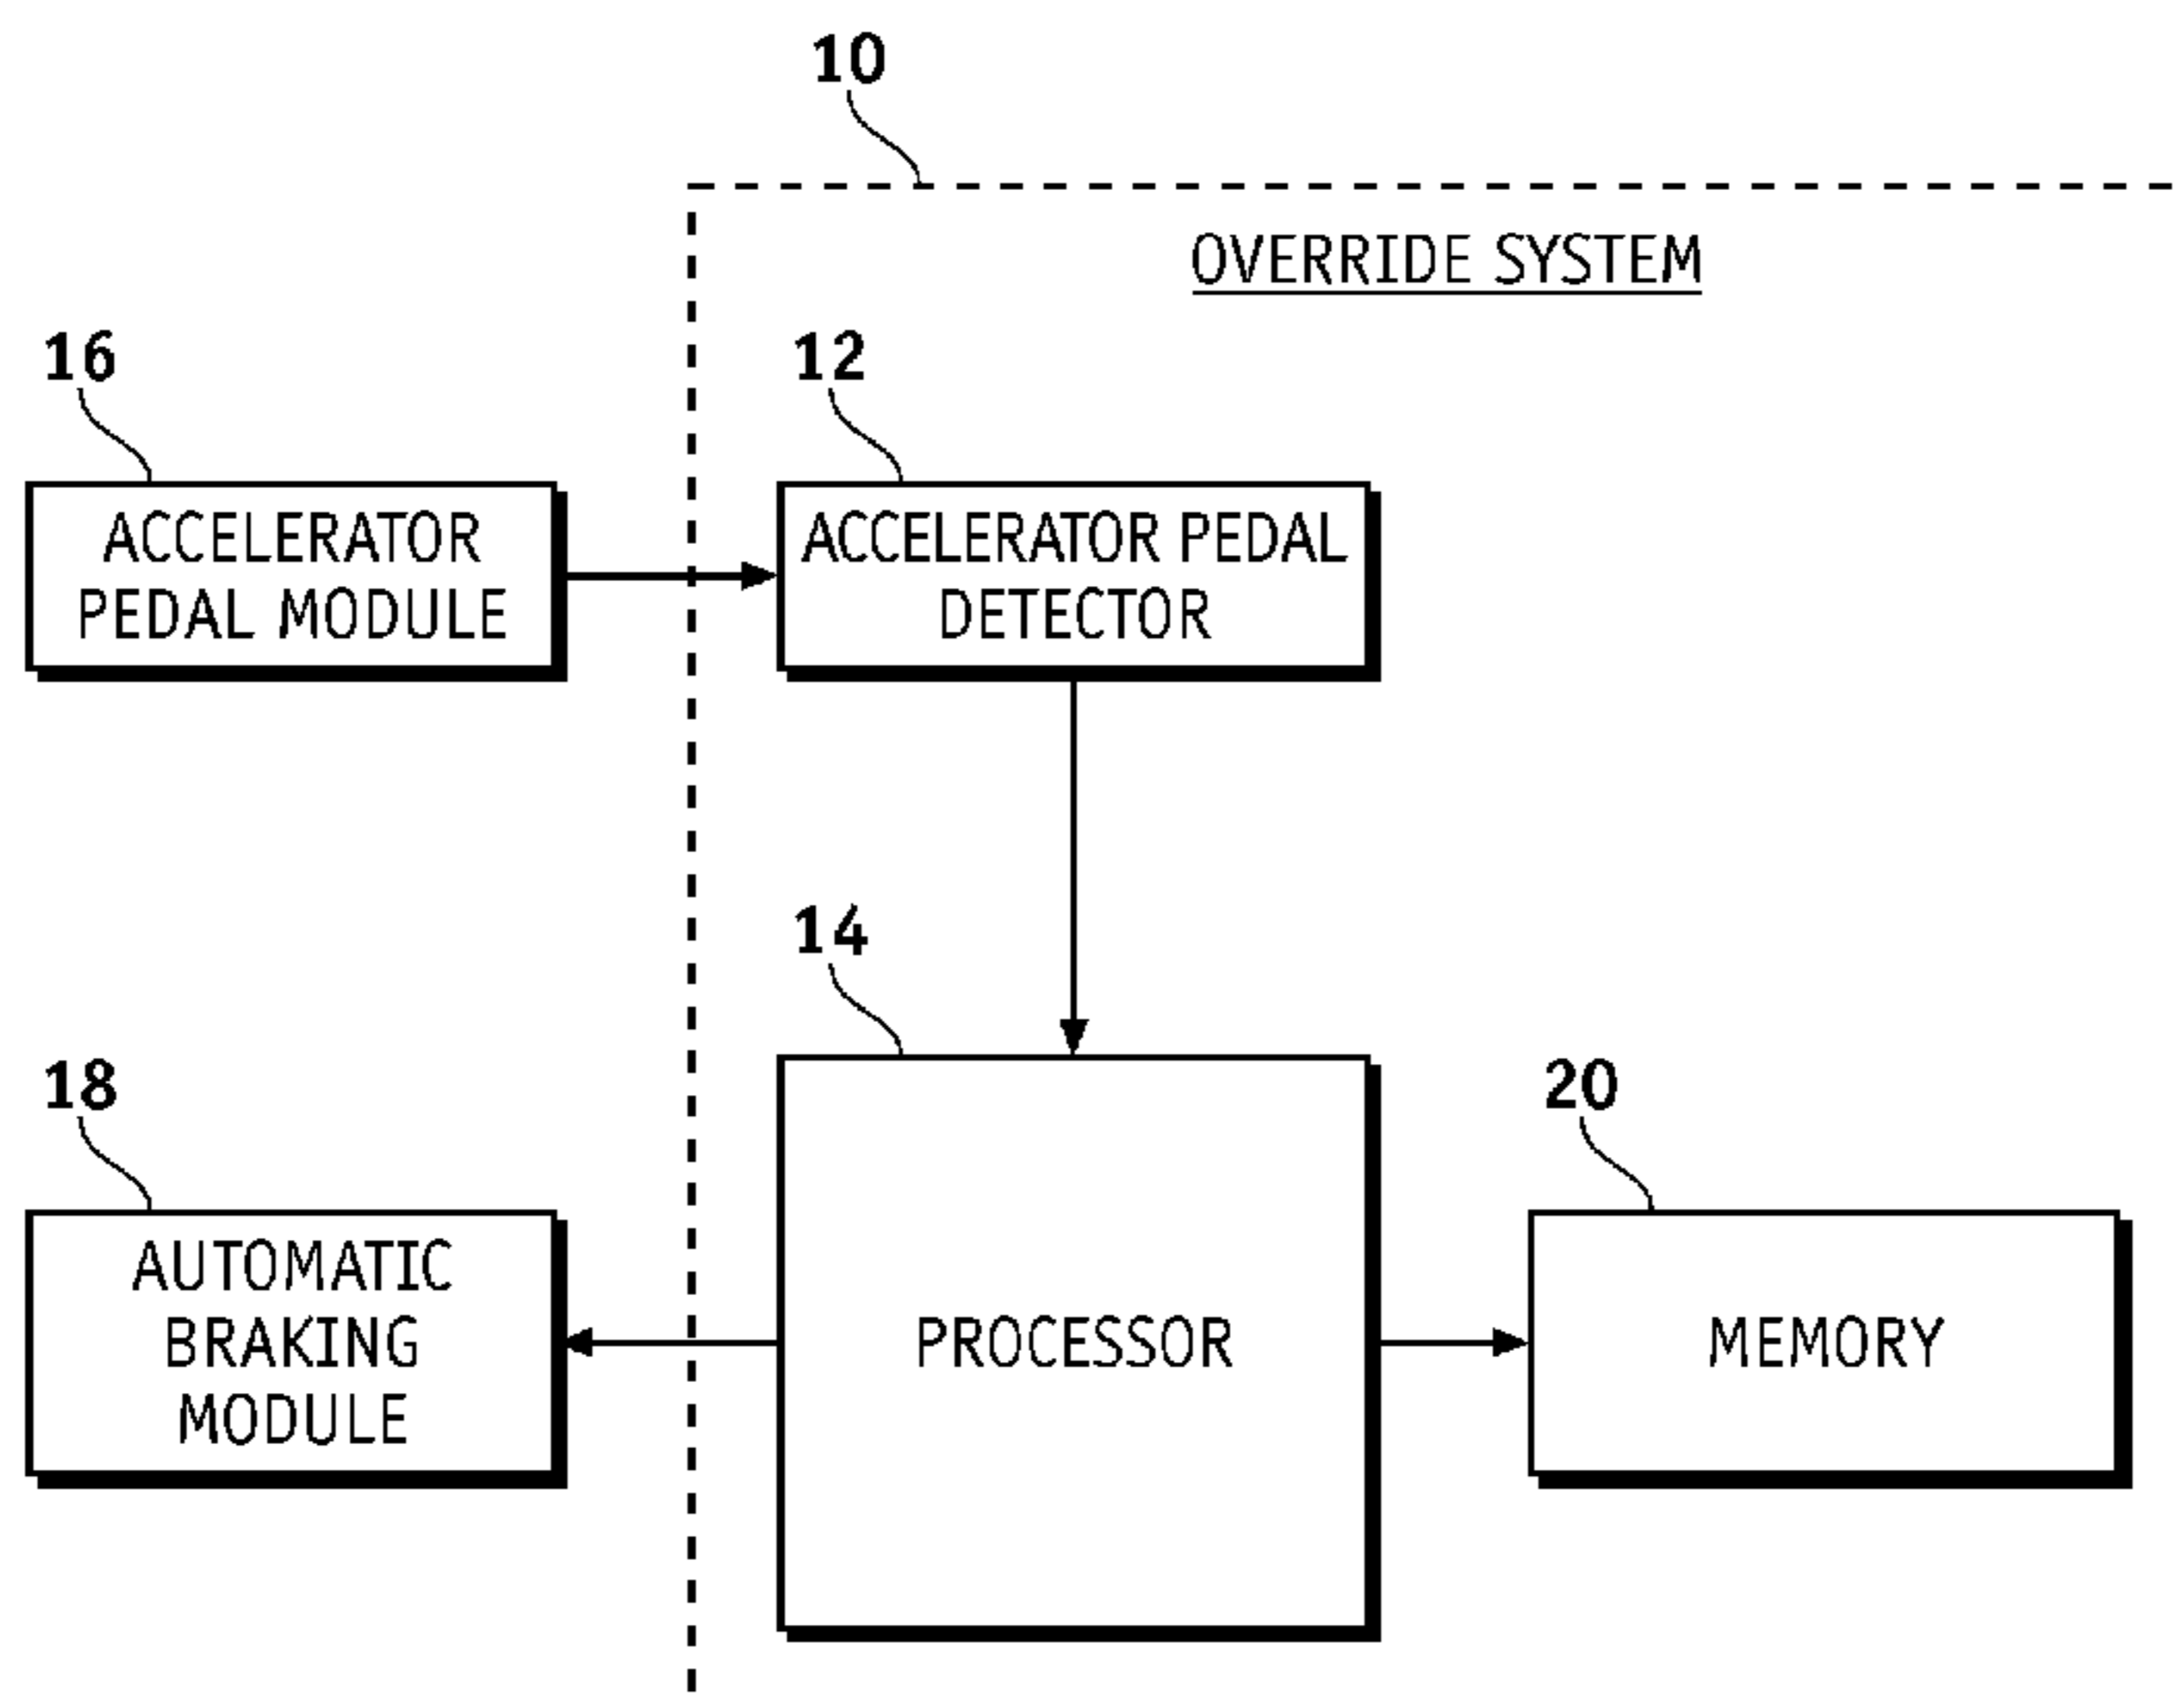 10
OVERRIDE SYSTEM
16
12
ACCELERATOR
PEDAL MODULE
ACCELERATOR PEDAL
DETECTOR
14
18
20
AUTOMATIC
BRAKING
MODULE
PROCESSOR
MEMORY